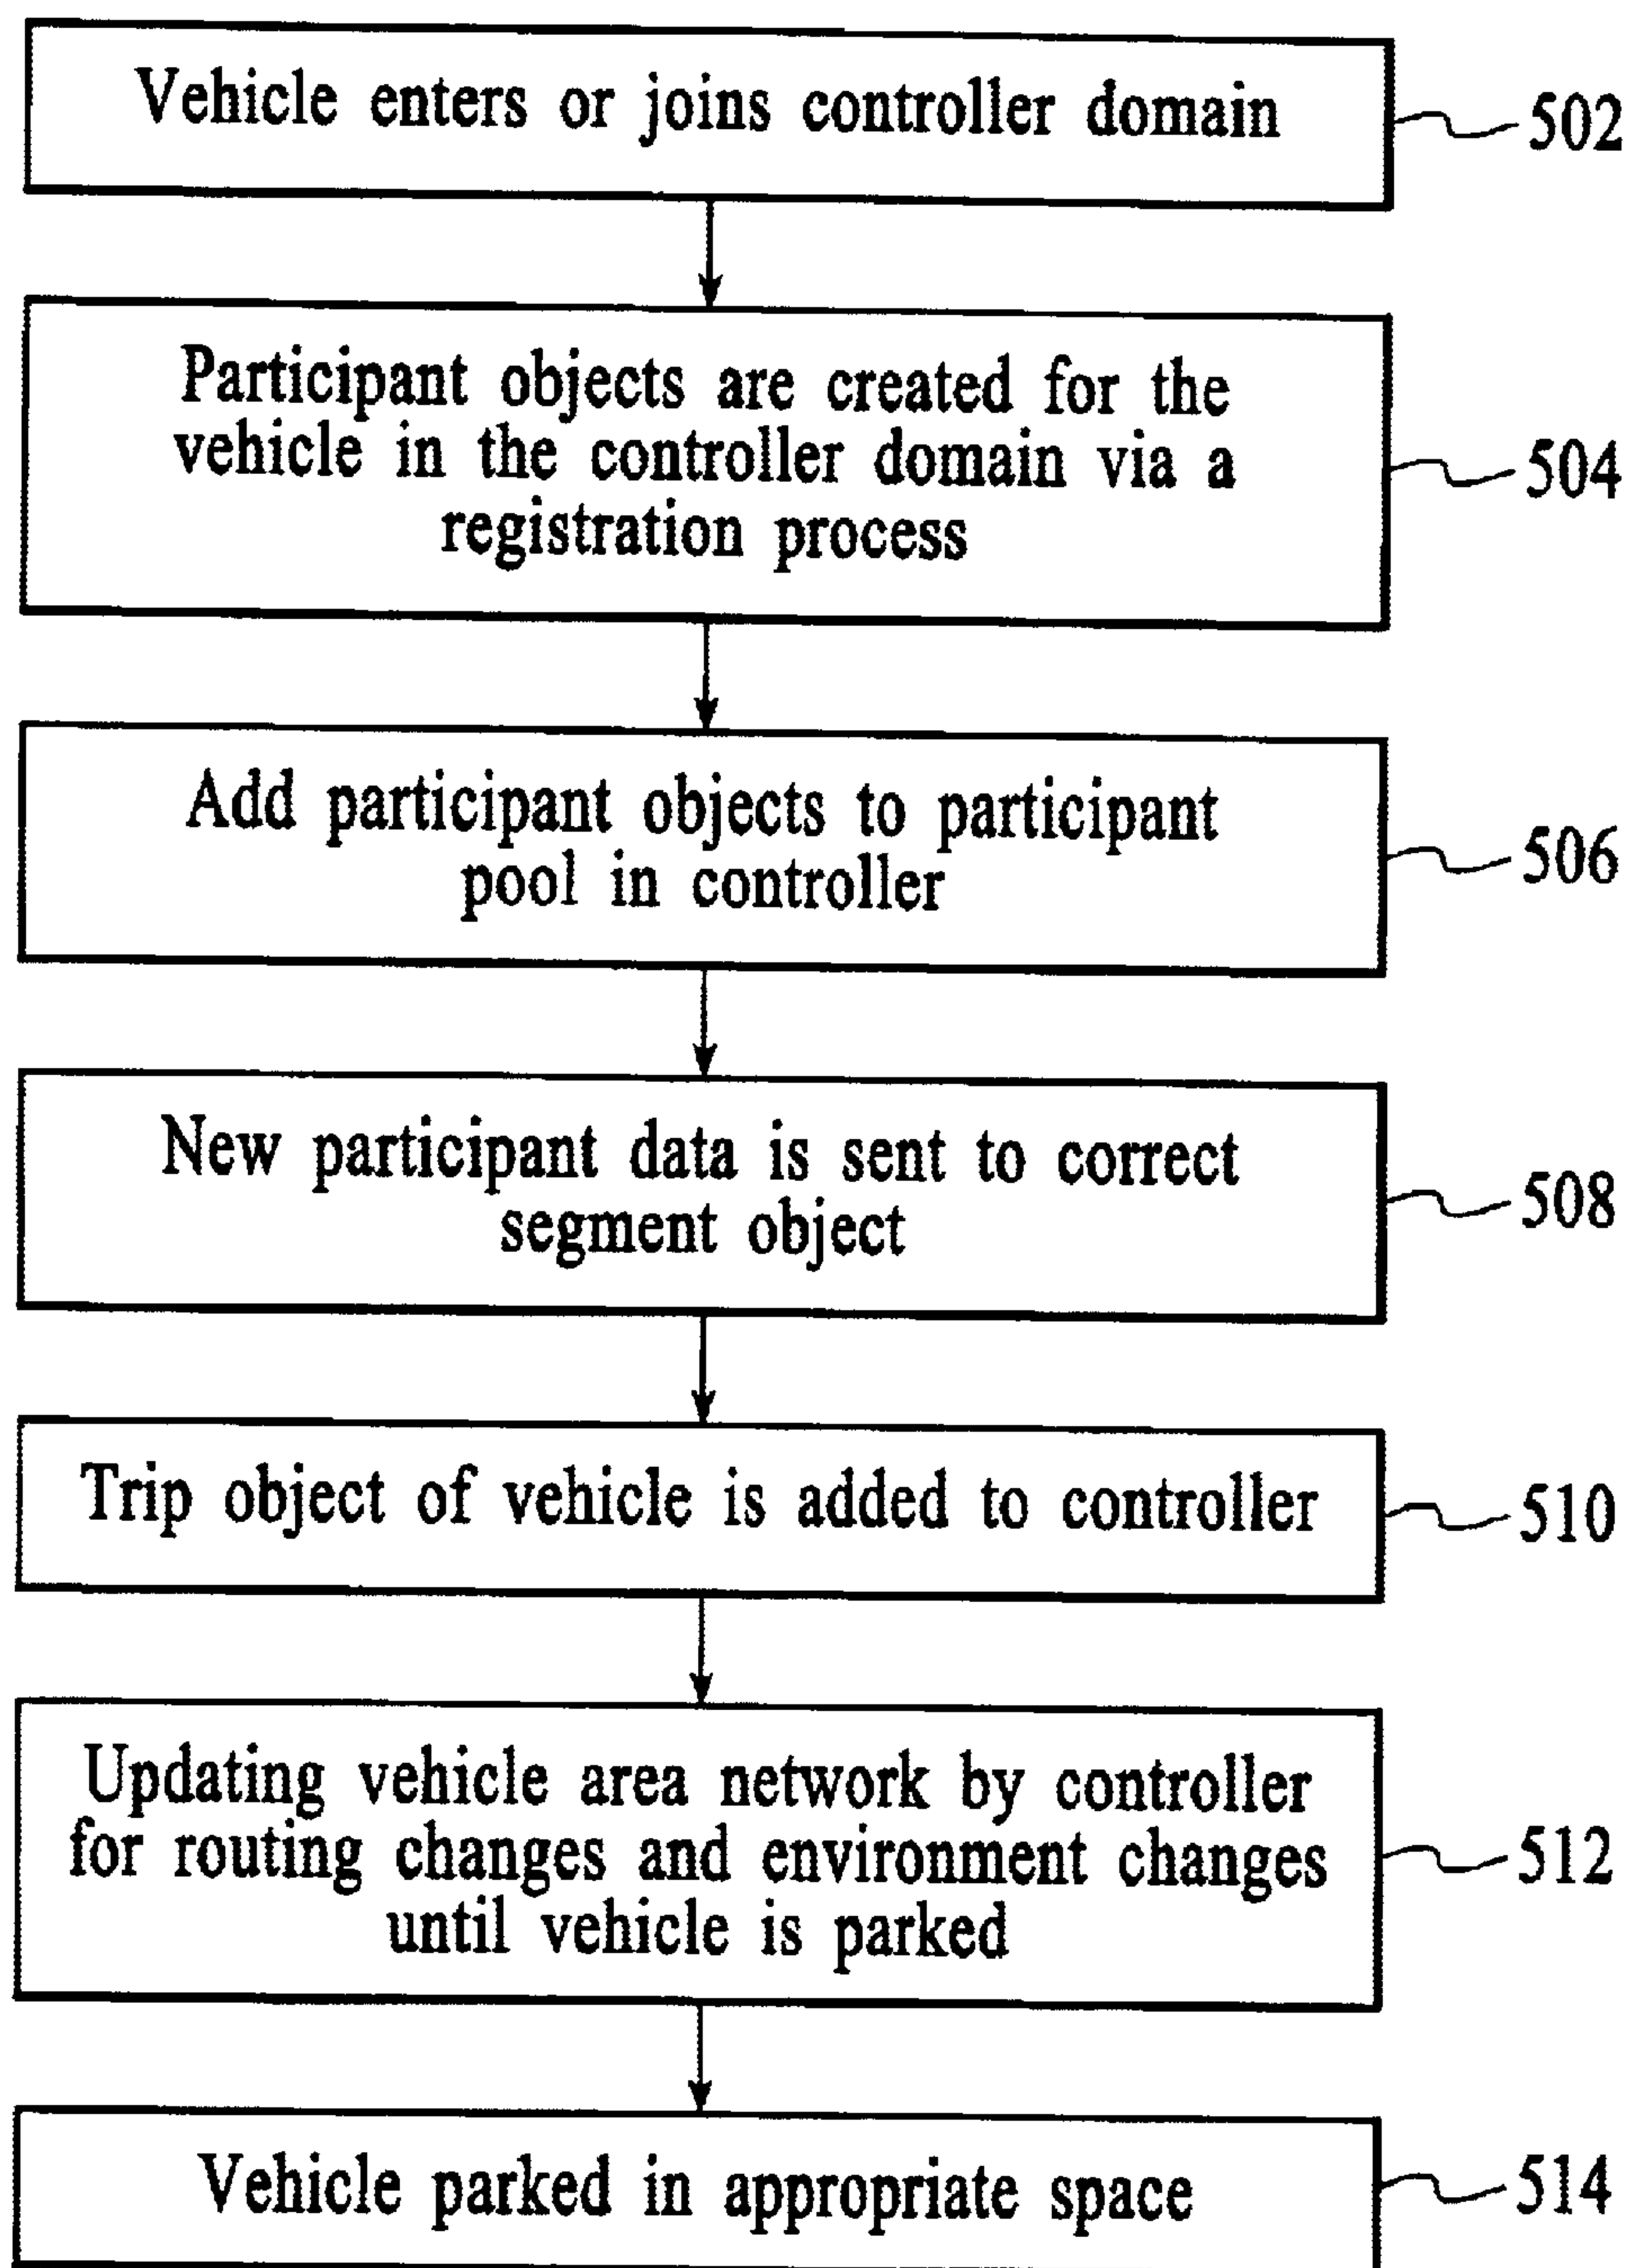 Vehicle enters or joins controller domain
502
Participant objects are created for the
vehicle in the controller domain via a
registration process
504
Add participant objects to participant
pool in controller
506
New participant data is sent to correct
segment object
508
Trip object of vehicle is added to controller
510
Updating vehicle area network by controller
for routing changes and environment changes
until vehicle is parked
512
Vehicle parked in appropriate space
514